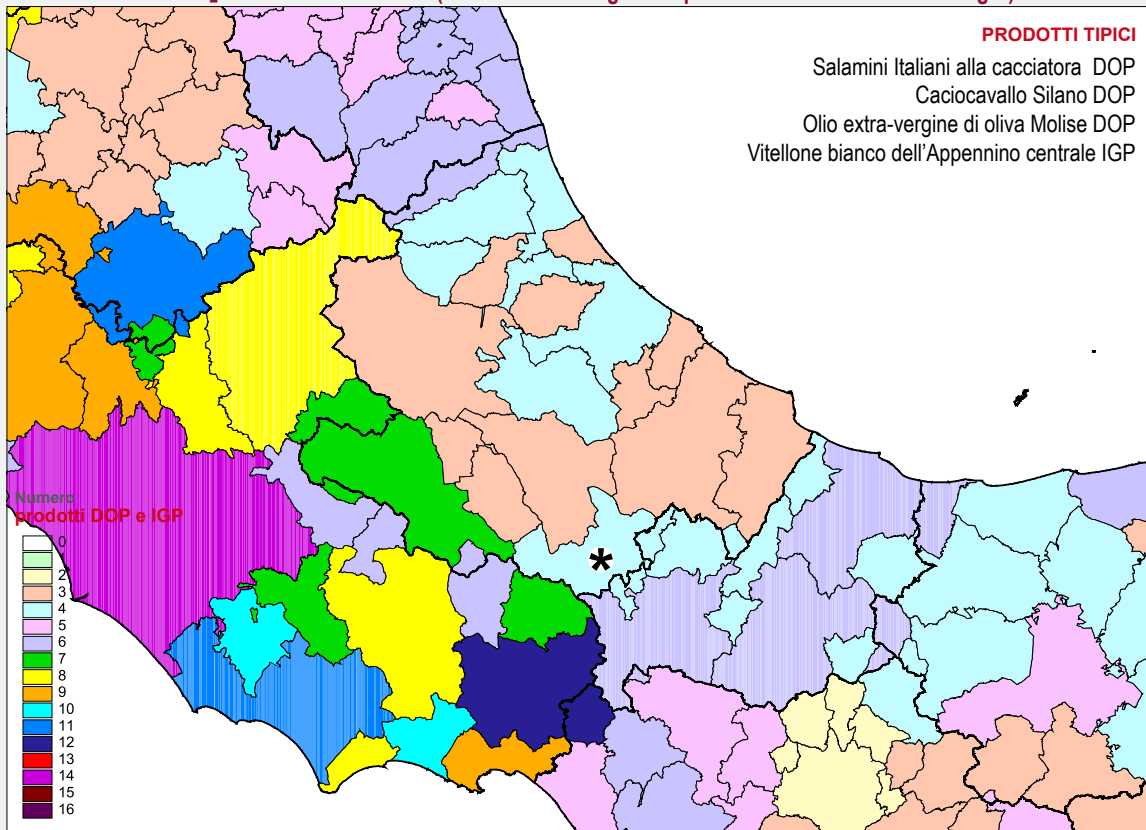 PRODOTTI TIPICI
Salamini Italiani alla cacciatora DOP
Caciocavallo Silano DOP
Olio extra-vergine di oliva Molise DOP
Vitellone bianco dell'Appennino centrale IGP
*
Numero
prodotti DOP e IGP
0
2
3
4
5
6
7
8
9
10
11
12
13
14
15
16